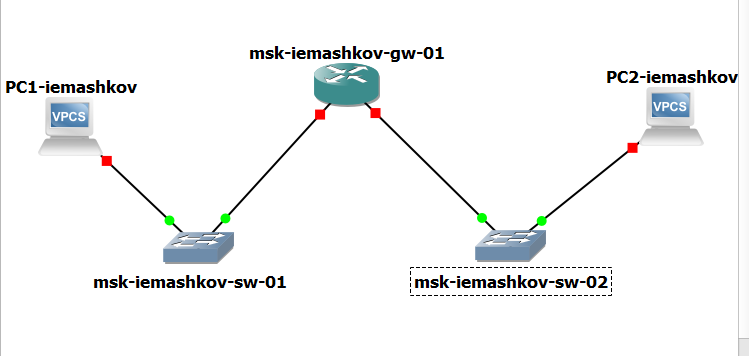 msk-iemashkov-gw-01
PC1-iemashkov
PC2-iemashkov
VPCS
VPCS
msk-iemashkov-sw-01
msk-iemashkov-sw-02